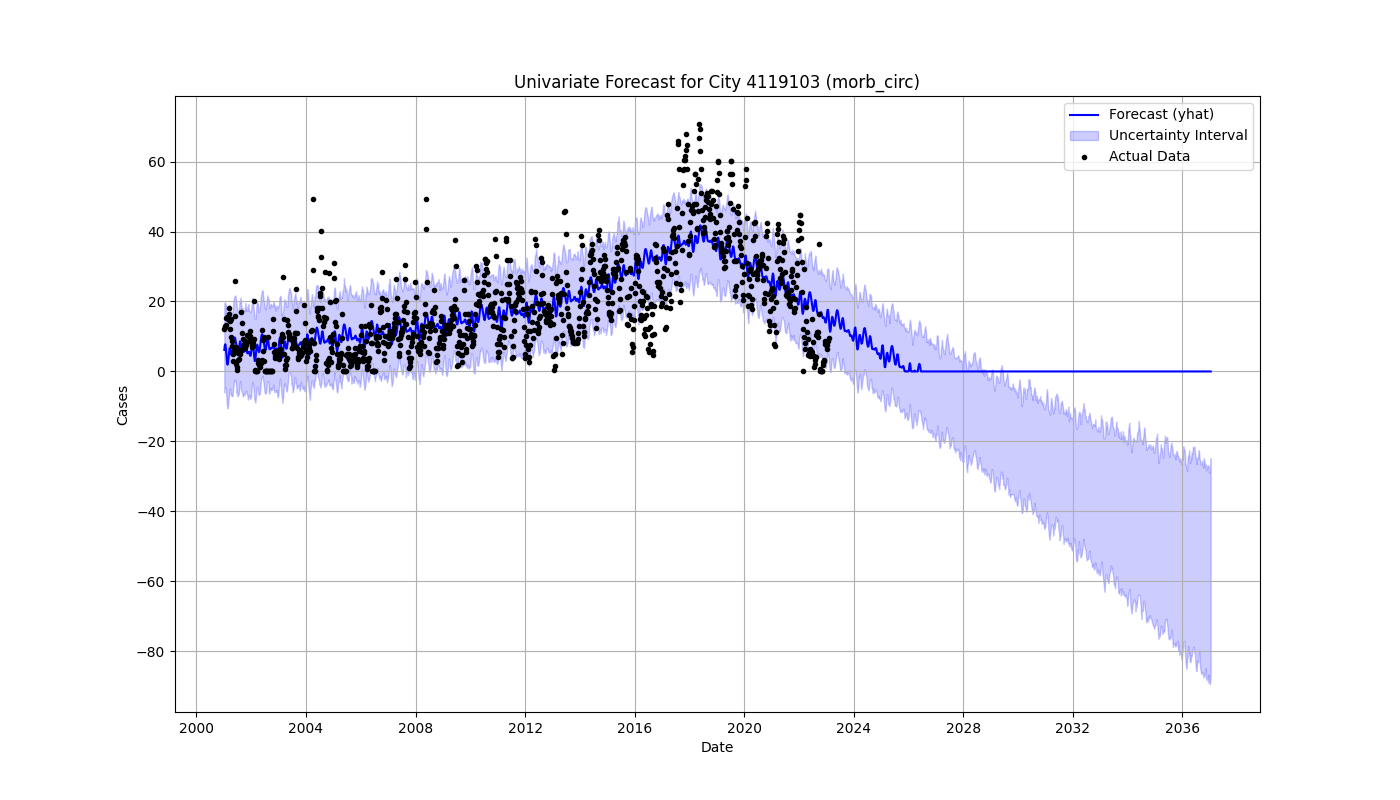 Univariate Forecast for City 4119103 (morb_circ)
Forecast (yhat)
Uncertainty Interval
Actual Data
Cases
60
40
20
0
−20
−40
−60
−80
2000 2004 2008 2012 2016 2020 2024 2028 2032 2036
Date